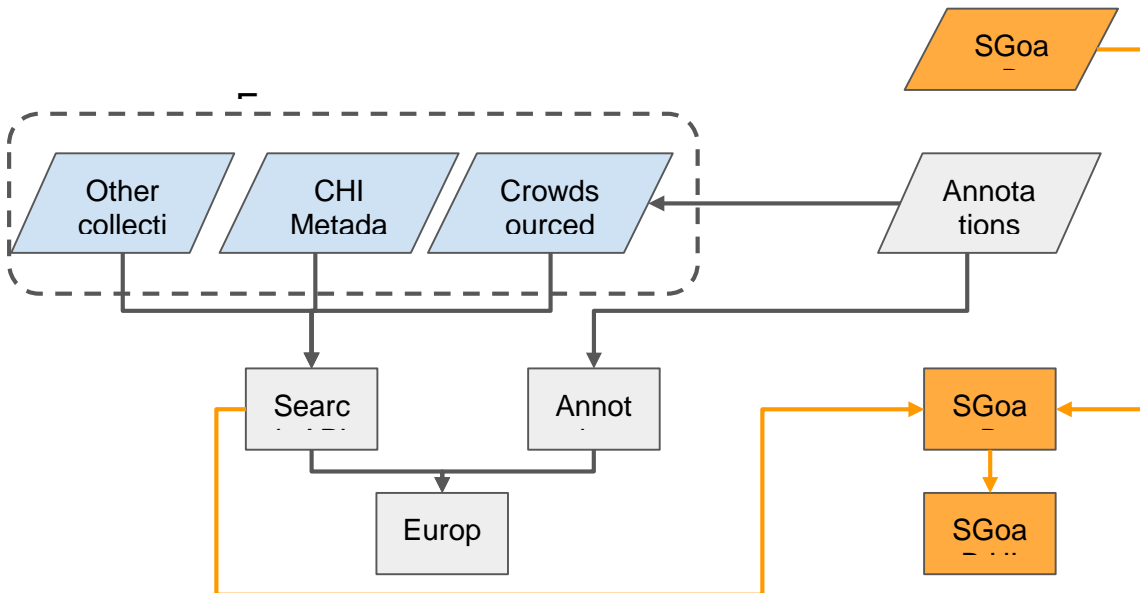 SGoa
Other
collecti
CHI
Metada
Crowds
ourced
Annota
tions
Searc
Annot
SGoa
Europ
SGoa